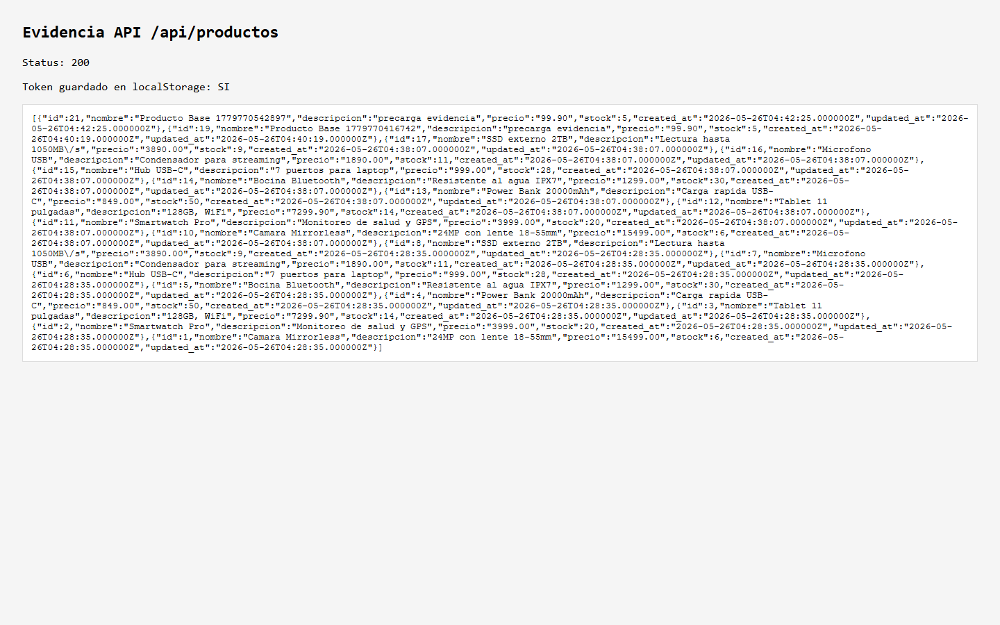 Evidencia API /api/productos
Status: 200
Token guardado en localStorage: SI
[{"id":21,"nombre":"Producto Base 1779770542897","descripcion":"precarga evidencia","precio":"99.90","stock":5,"created_at":"2026-05-26T04:42:25.000000Z","updated_at":"2026-
05-26T04:42:25.000000Z"},{"id":19,"nombre":"Producto Base 1779770416742","descripcion":"precarga evidencia","precio":"99.90","stock":5,"created_at":"2026-05-
26T04:40:19.000000Z","updated_at":"2026-05-26T04:40:19.000000Z"},{"id":17,"nombre":"SSD externo 2TB","descripcion":"Lectura hasta
1050MB\/s","precio":"3890.00","stock":9,"created_at":"2026-05-26T04:38:07.000000Z","updated_at":"2026-05-26T04:38:07.000000Z"},{"id":16,"nombre":"Microfono
USB","descripcion":"Condensador para streaming","precio":"1890.00","stock":11,"created_at":"2026-05-26T04:38:07.000000Z","updated_at":"2026-05-26T04:38:07.000000Z"},
{"id":15,"nombre":"Hub USB-C","descripcion":"7 puertos para laptop","precio":"999.00","stock":28,"created_at":"2026-05-26T04:38:07.000000Z","updated_at":"2026-05-
26T04:38:07.000000Z"},{"id":14,"nombre":"Bocina Bluetooth","descripcion":"Resistente al agua IPX7","precio":"1299.00","stock":30,"created_at":"2026-05-
26T04:38:07.000000Z","updated_at":"2026-05-26T04:38:07.000000Z"},{"id":13,"nombre":"Power Bank 20000mAh","descripcion":"Carga rapida USB-
C","precio":"849.00","stock":50,"created_at":"2026-05-26T04:38:07.000000Z","updated_at":"2026-05-26T04:38:07.000000Z"},{"id":12,"nombre":"Tablet 11
pulgadas","descripcion":"128GB, WiFi","precio":"7299.90","stock":14,"created_at":"2026-05-26T04:38:07.000000Z","updated_at":"2026-05-26T04:38:07.000000Z"},
{"id":11,"nombre":"Smartwatch Pro","descripcion":"Monitoreo de salud y GPS","precio":"3999.00","stock":20,"created_at":"2026-05-26T04:38:07.000000Z","updated_at":"2026-05-
26T04:38:07.000000Z"},{"id":10,"nombre":"Camara Mirrorless","descripcion":"24MP con lente 18-55mm","precio":"15499.00","stock":6,"created_at":"2026-05-
26T04:38:07.000000Z","updated_at":"2026-05-26T04:38:07.000000Z"},{"id":8,"nombre":"SSD externo 2TB","descripcion":"Lectura hasta
1050MB\/s","precio":"3890.00","stock":9,"created_at":"2026-05-26T04:28:35.000000Z","updated_at":"2026-05-26T04:28:35.000000Z"},{"id":7,"nombre":"Microfono
USB","descripcion":"Condensador para streaming","precio":"1890.00","stock":11,"created_at":"2026-05-26T04:28:35.000000Z","updated_at":"2026-05-26T04:28:35.000000Z"},
{"id":6,"nombre":"Hub USB-C","descripcion":"7 puertos para laptop","precio":"999.00","stock":28,"created_at":"2026-05-26T04:28:35.000000Z","updated_at":"2026-05-
26T04:28:35.000000Z"},{"id":5,"nombre":"Bocina Bluetooth","descripcion":"Resistente al agua IPX7","precio":"1299.00","stock":30,"created_at":"2026-05-
26T04:28:35.000000Z","updated_at":"2026-05-26T04:28:35.000000Z"},{"id":4,"nombre":"Power Bank 20000mAh","descripcion":"Carga rapida USB-
C","precio":"849.00","stock":50,"created_at":"2026-05-26T04:28:35.000000Z","updated_at":"2026-05-26T04:28:35.000000Z"},{"id":3,"nombre":"Tablet 11
pulgadas","descripcion":"128GB, WiFi","precio":"7299.90","stock":14,"created_at":"2026-05-26T04:28:35.000000Z","updated_at":"2026-05-26T04:28:35.000000Z"},
{"id":2,"nombre":"Smartwatch Pro","descripcion":"Monitoreo de salud y GPS","precio":"3999.00","stock":20,"created_at":"2026-05-26T04:28:35.000000Z","updated_at":"2026-05-
26T04:28:35.000000Z"},{"id":1,"nombre":"Camara Mirrorless","descripcion":"24MP con lente 18-55mm","precio":"15499.00","stock":6,"created_at":"2026-05-
26T04:28:35.000000Z","updated_at":"2026-05-26T04:28:35.000000Z"}]